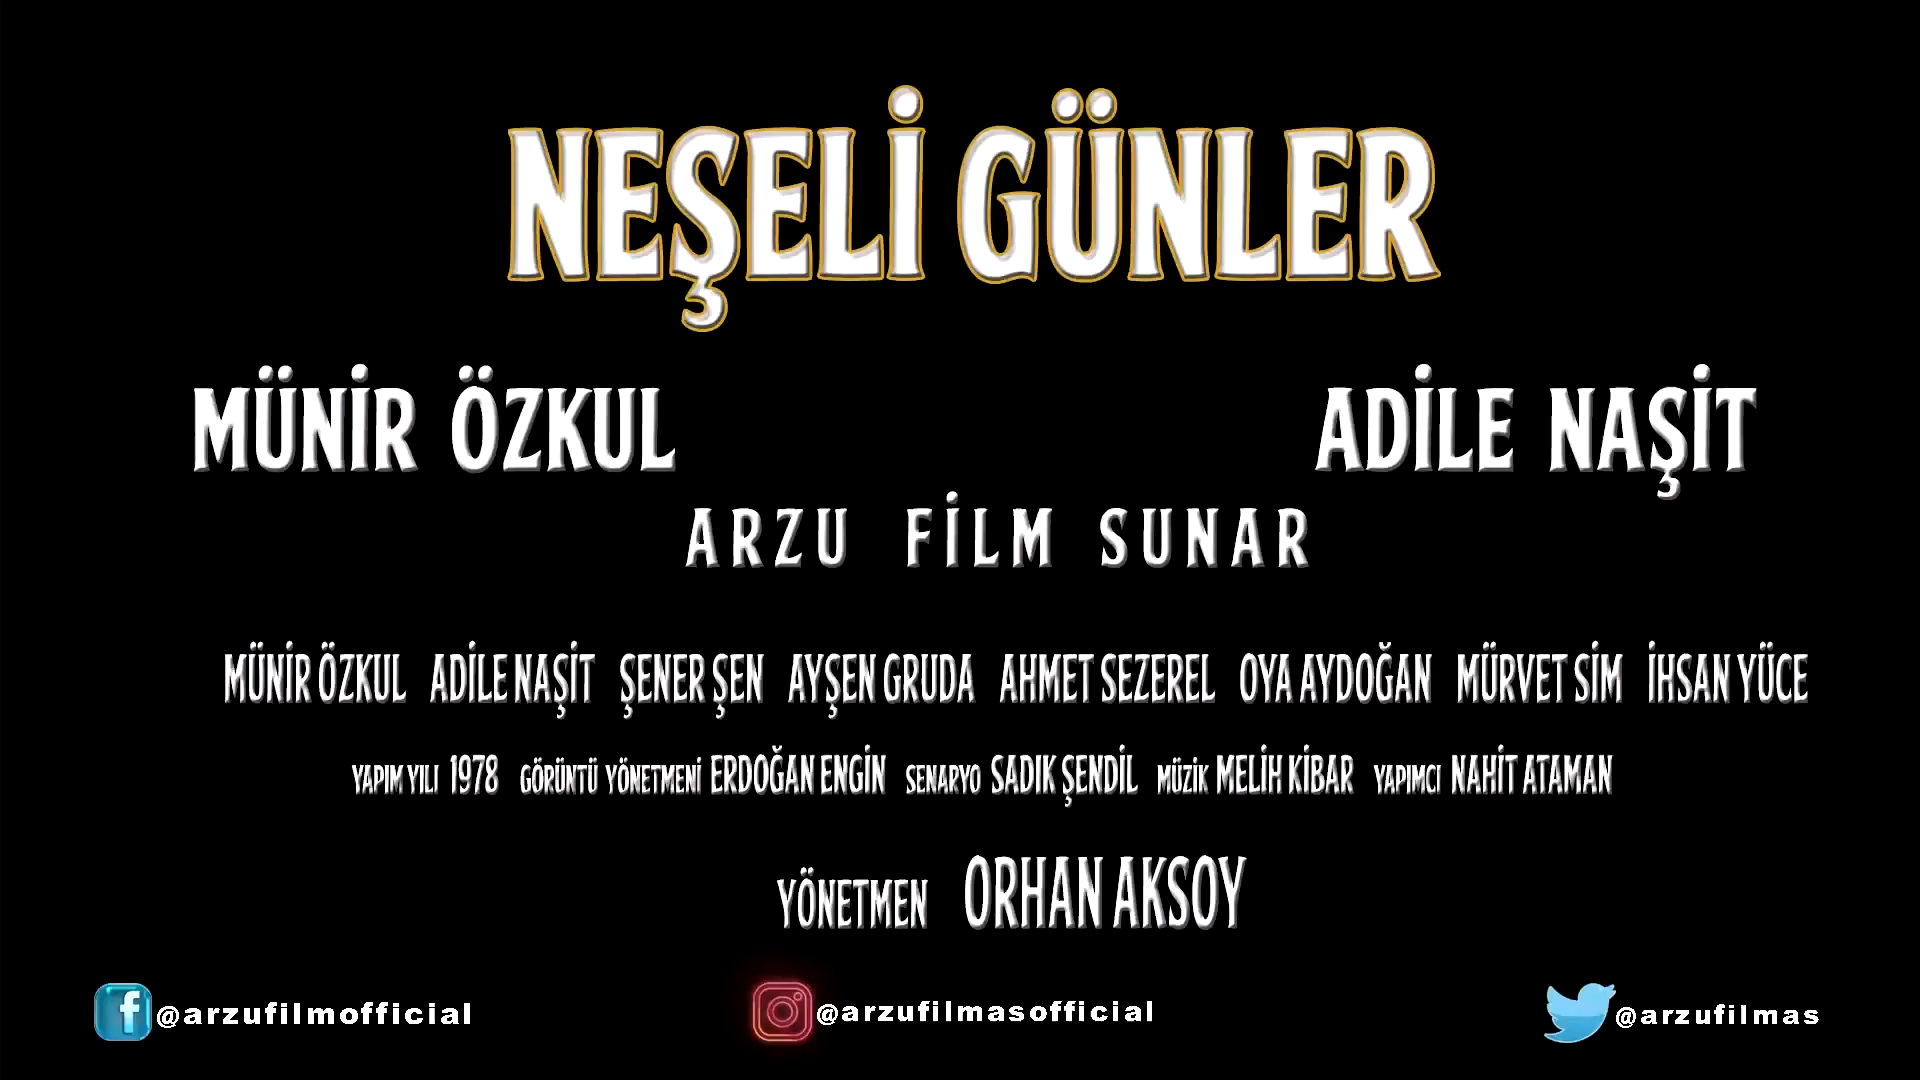 NEŞELİ GÜNLER
MÜNİR ÖZKUL ADİLE NAŞİT
ARZU FİLM SUNAR
MÜNİR ÖZKUL ADİLE NAŞİT ŞENER ŞEN AYŞEN GRUDA AHMET SEZEREL OYA AYDOĞAN MÜRVET SİM İHSAN YÜCE
YAPIM YILI 1978 GÖRÜNTÜ YÖNETMENİ ERDOĞAN ENGİN SENARYO SADIK ŞENDİL MÜZİK MELİH KİBAR YAPIMCI NAHİT ATAMAN
YÖNETMEN ORHAN AKSOY
@arzufilmofficial @arzufilmasofficial @arzufilmas